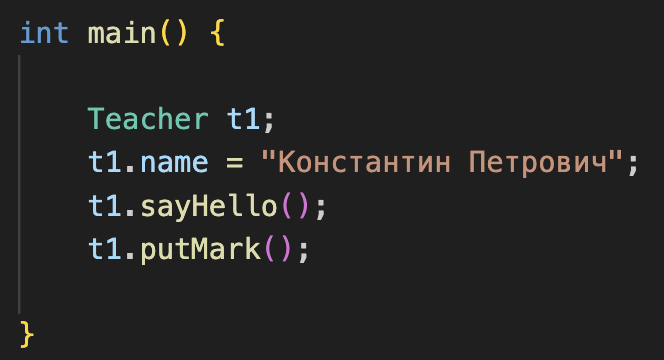 int main() {
Teacher t1;
t1.name = "Константин Петрович";
t1.sayHello();
t1.putMark();
}